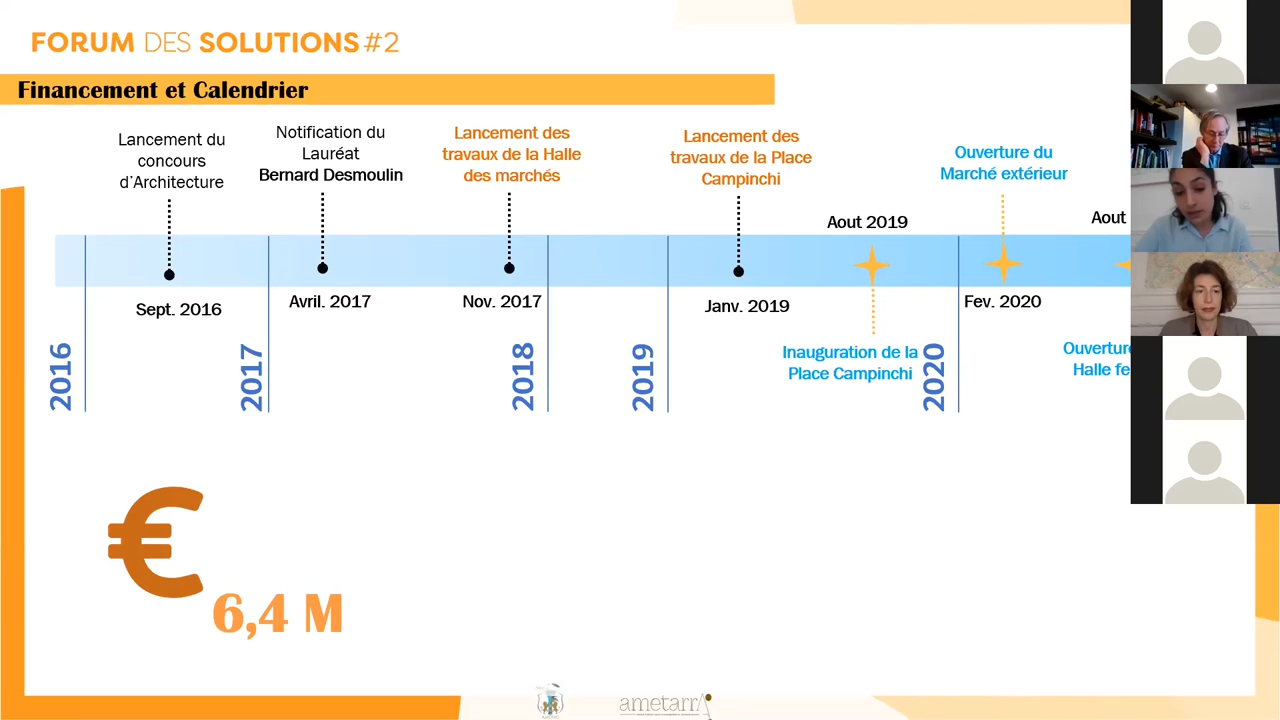 FORUM DES SOLUTIONS #2
Financement et Calendrier
Lancement du
concours
d'Architecture
Notification du
Lauréat
Bernard Desmoulin
Lancement des
travaux de la Halle
des marchés
Lancement des
travaux de la Place
Campinchi
Ouverture du
Marché extérieur
Aout 2019
Aout
Sept. 2016
Avril. 2017
Nov. 2017
Janv. 2019
Fev. 2020
2016
2017
2018
2019
2020
Inauguration de la
Place Campinchi
Ouverture
Halle
€
6,4 M
ametarrA